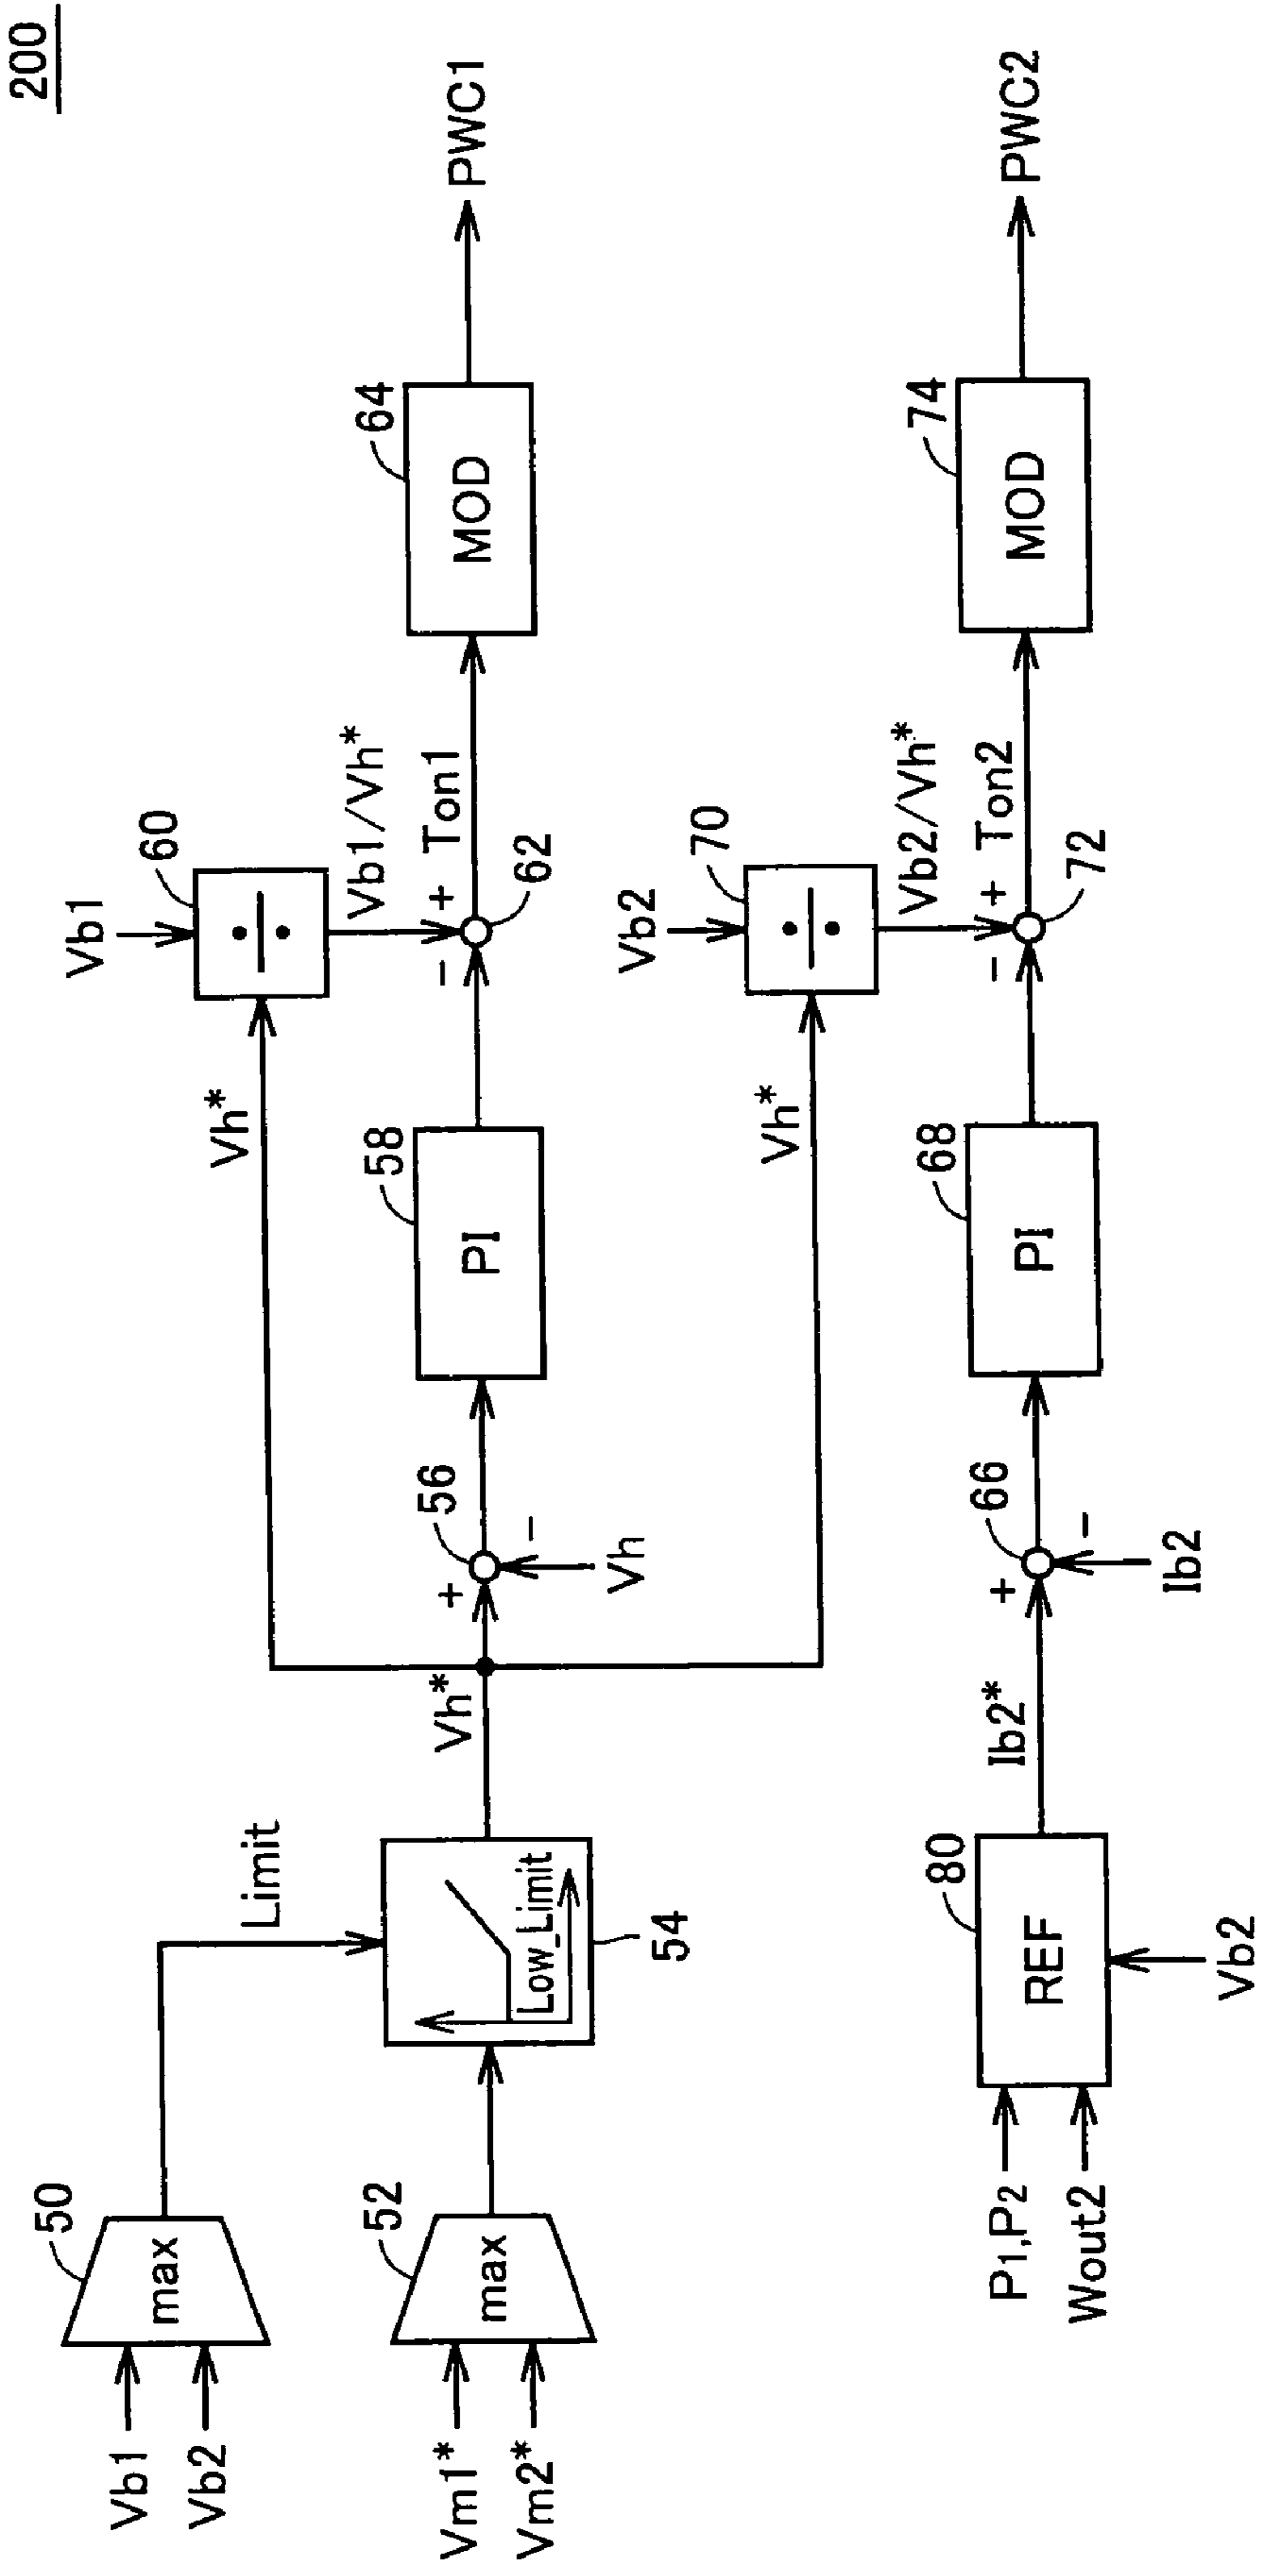 200
Vb1
Vb2
50
max
Limit
Vm1*
Vm2*
52
max
Low_Limit
54
Vh*
Vh*
Vb1
60
÷
Vb1/Vh*
+
56
-
Vh
58
PI
-
+
62
Ton1
64
MOD
PWC1
Vh*
Vb2
70
÷
Vb2/Vh*
P1,P2
Wout2
80
REF
Vb2
Ib2*
+
66
-
Ib2
68
PI
-
+
72
Ton2
74
MOD
PWC2